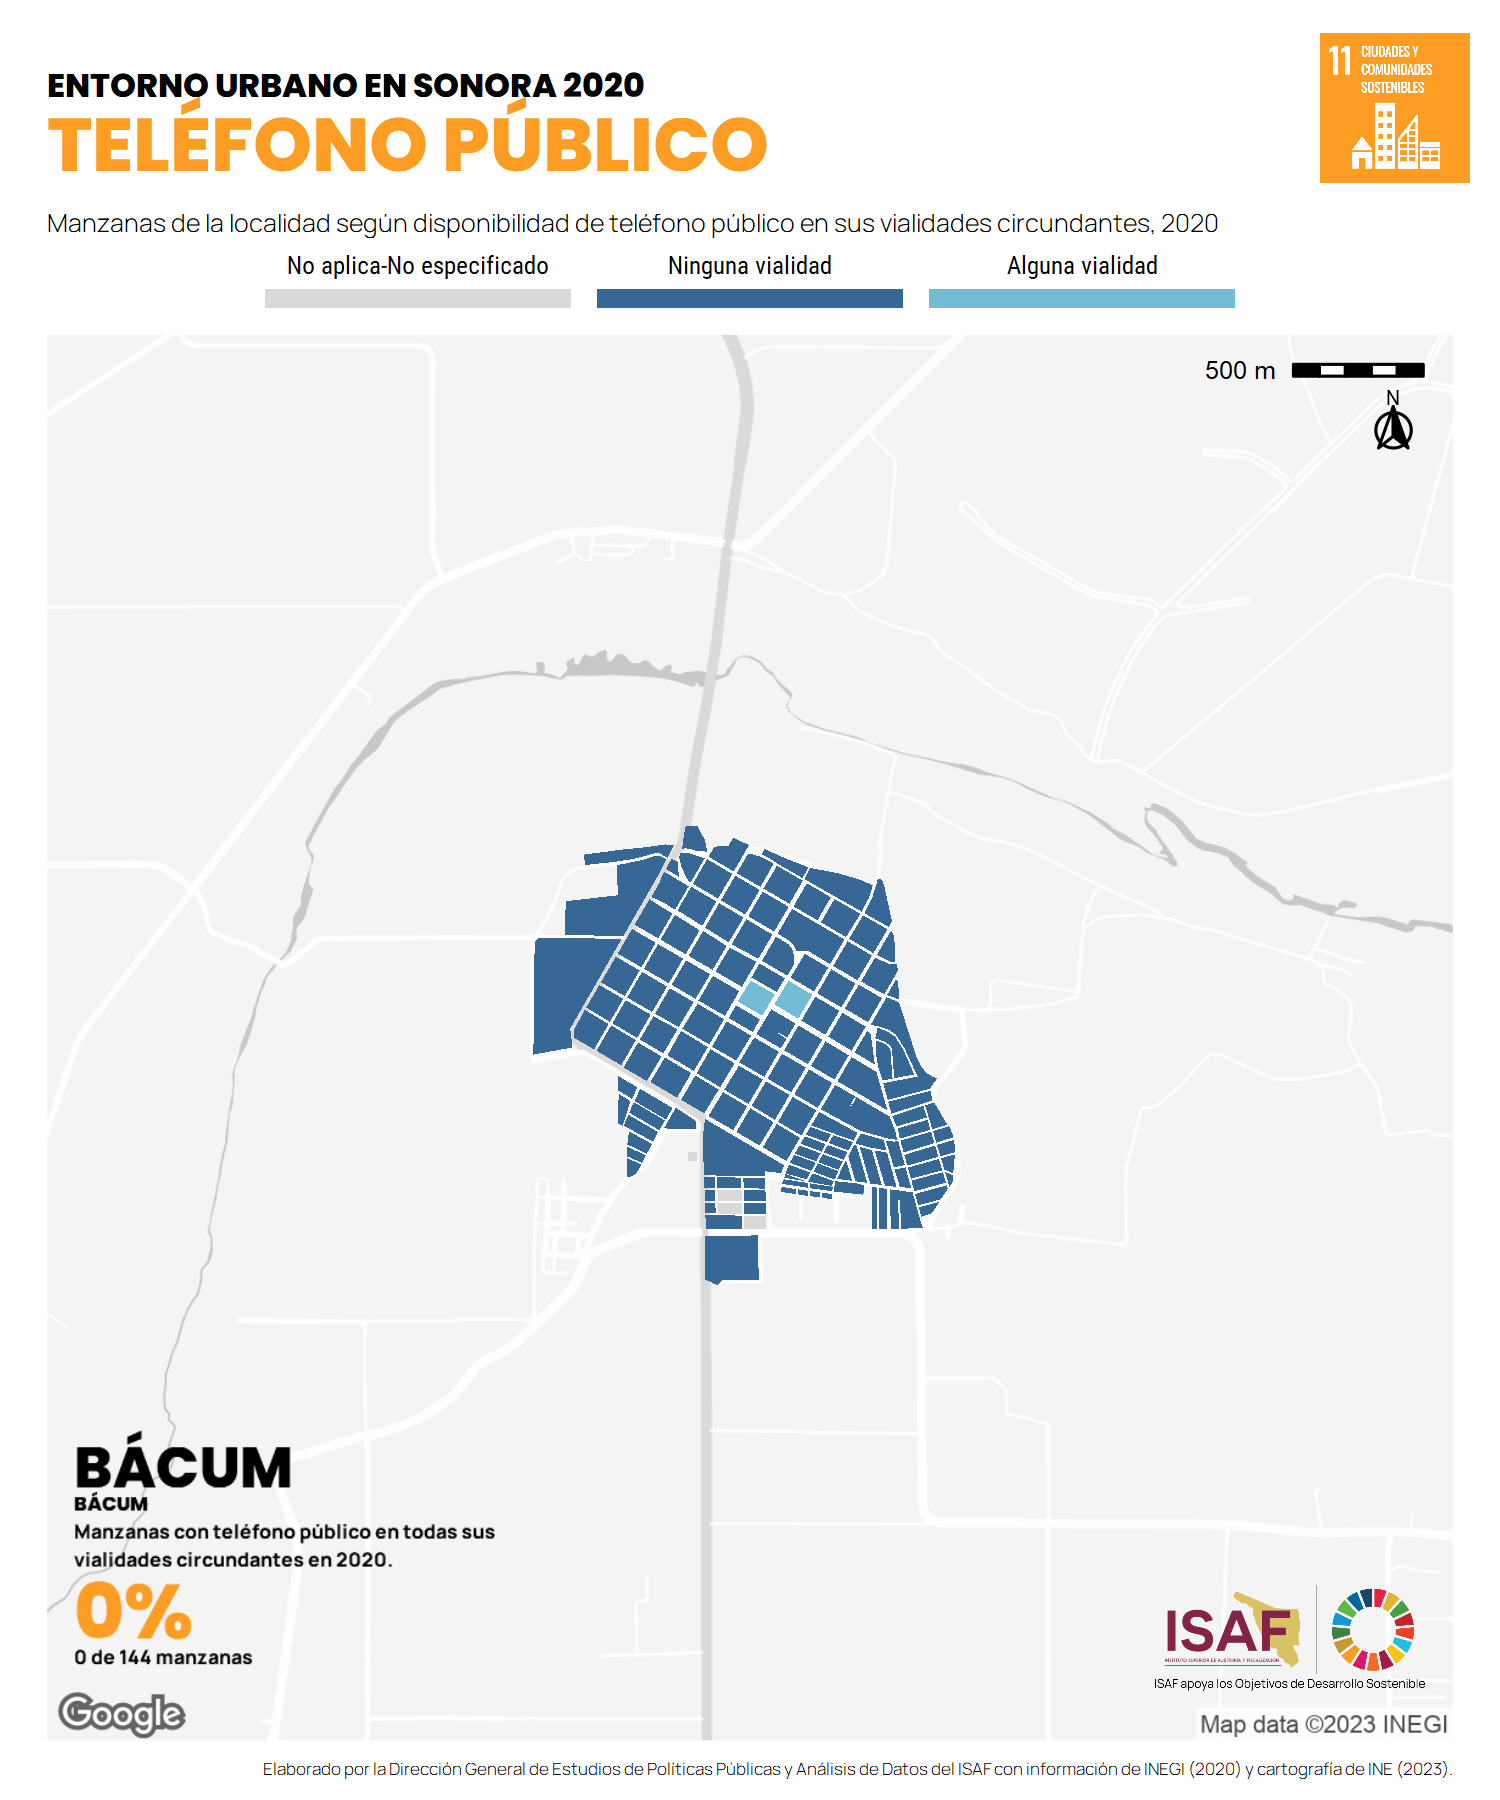 ENTORNO URBANO EN SONORA 2020
TELÉFONO PÚBLICO
11 CIUDADES Y
COMUNIDADES
SOSTENIBLES
Manzanas de la localidad según disponibilidad de teléfono público en sus vialidades circundantes, 2020
No aplica-No especificado
Ninguna vialidad
Alguna vialidad
500 m
N
BÁCUM
BÁCUM
Manzanas con teléfono público en todas sus
vialidades circundantes en 2020.
0%
0 de 144 manzanas
Google
ISAF
INSTITUTO SUPERIOR DE AUDITORÍA Y FISCALIZACIÓN
ISAF apoya los Objetivos de Desarrollo Sostenible
Map data ©2023 INEGI
Elaborado por la Dirección General de Estudios de Políticas Públicas y Análisis de Datos del ISAF con información de INEGI (2020) y cartografía de INE (2023).